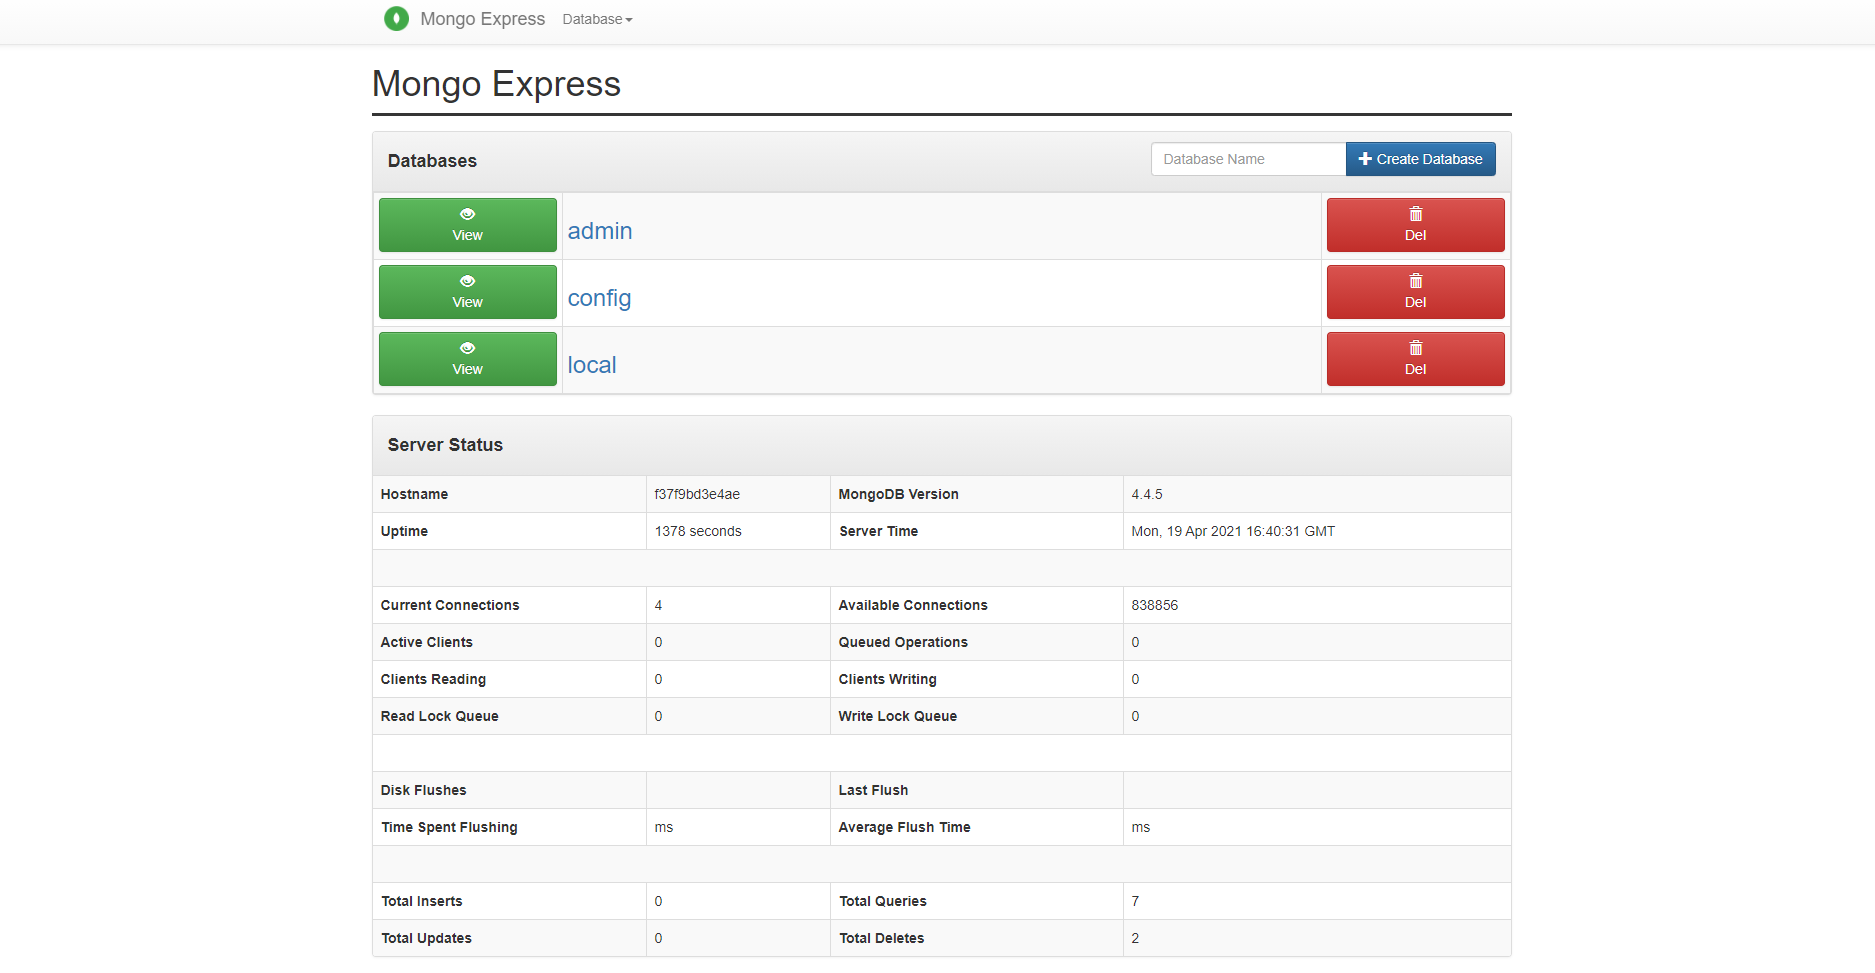 Mongo Express Database
Mongo Express
Databases Database Name Create Database
View admin Del
View config Del
View local Del
Server Status
Hostname f37f9bd3e4ae MongoDB Version 4.4.5
Uptime 1378 seconds Server Time Mon, 19 Apr 2021 16:40:31 GMT
Current Connections 4 Available Connections 838856
Active Clients 0 Queued Operations 0
Clients Reading 0 Clients Writing 0
Read Lock Queue 0 Write Lock Queue 0
Disk Flushes Last Flush
Time Spent Flushing ms Average Flush Time ms
Total Inserts 0 Total Queries 7
Total Updates 0 Total Deletes 2